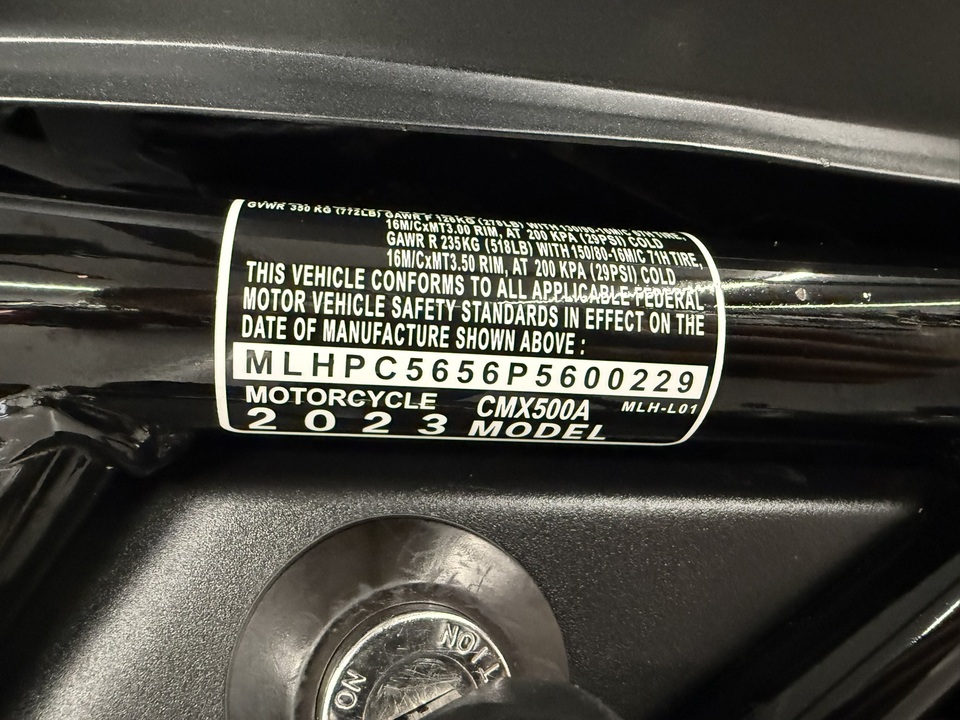 GVWR 350 KG (772LB) GAWR F 126KG (278LB) WITH
16M/CxMT3.00 RIM, AT 200 KPA (29PSI) COLD
GAWR R 235KG (518LB) WITH 150/80-16M/C 71H TIRE,
16M/CxMT3.50 RIM, AT 200 KPA (29PSI) COLD
THIS VEHICLE CONFORMS TO ALL APPLICABLE FEDERAL
MOTOR VEHICLE SAFETY STANDARDS IN EFFECT ON THE
DATE OF MANUFACTURE SHOWN ABOVE :
MLHPC5656P5600229
MOTORCYCLE CMX500A MLH-L01
2023 MODEL
ON